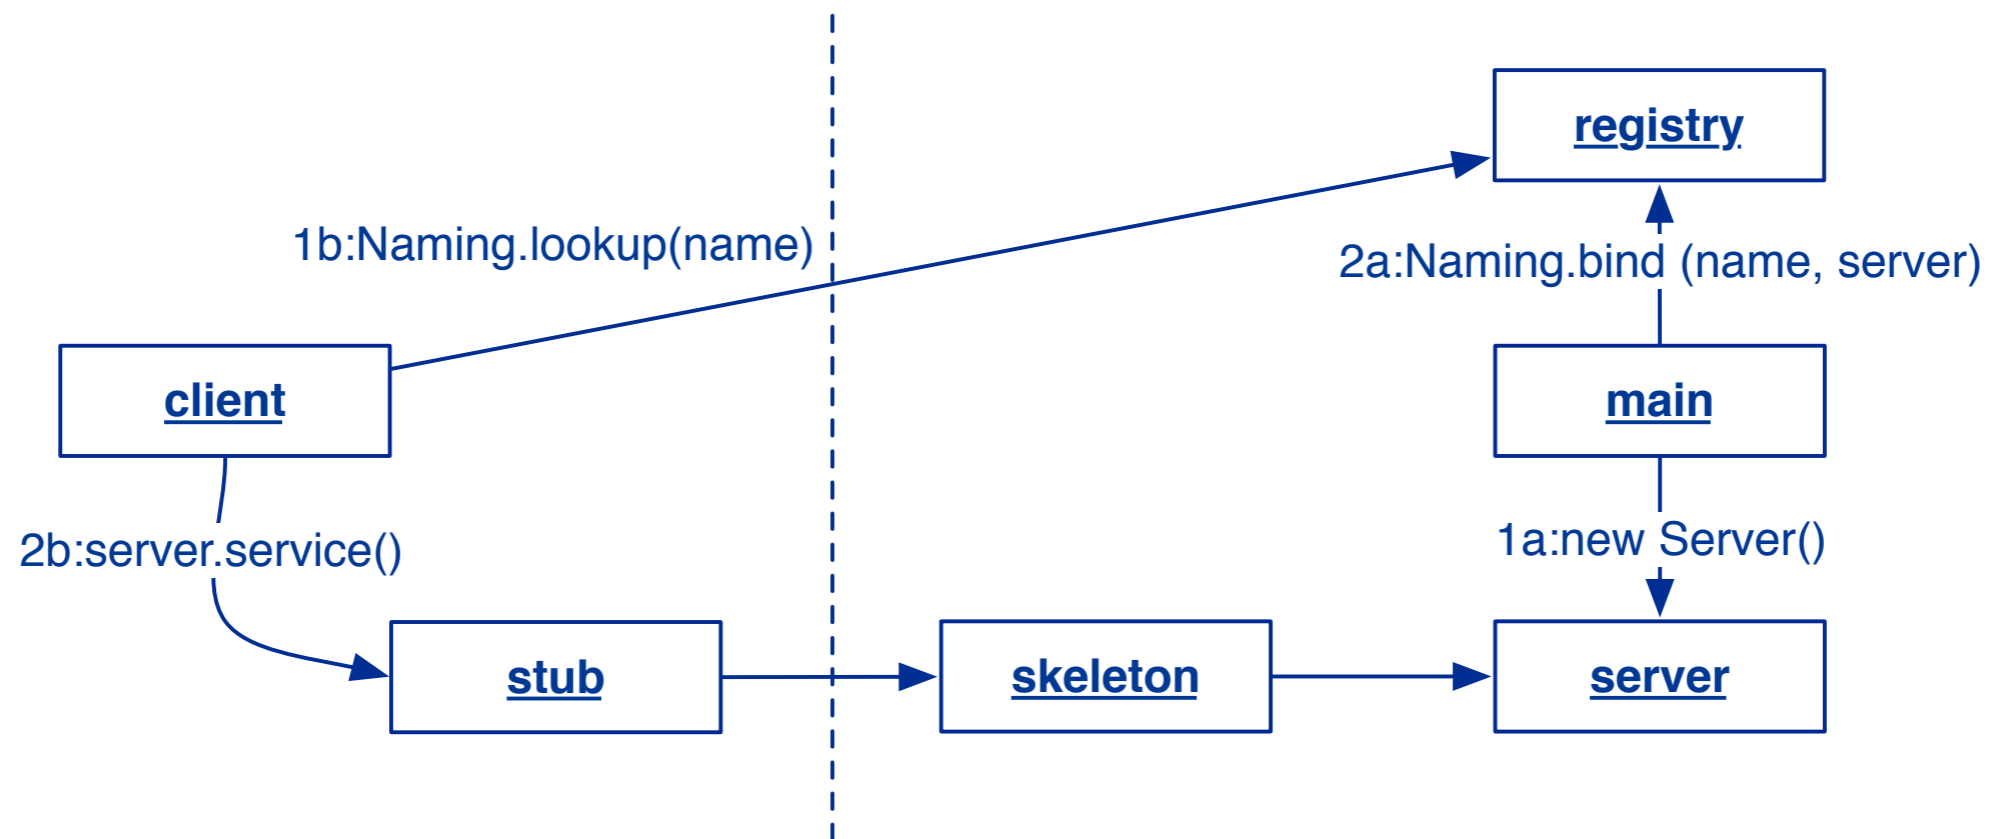 registry
1b:Naming.lookup(name)
2a:Naming.bind (name, server)
client
main
2b:server.service()
1a:new Server()
stub
skeleton
server